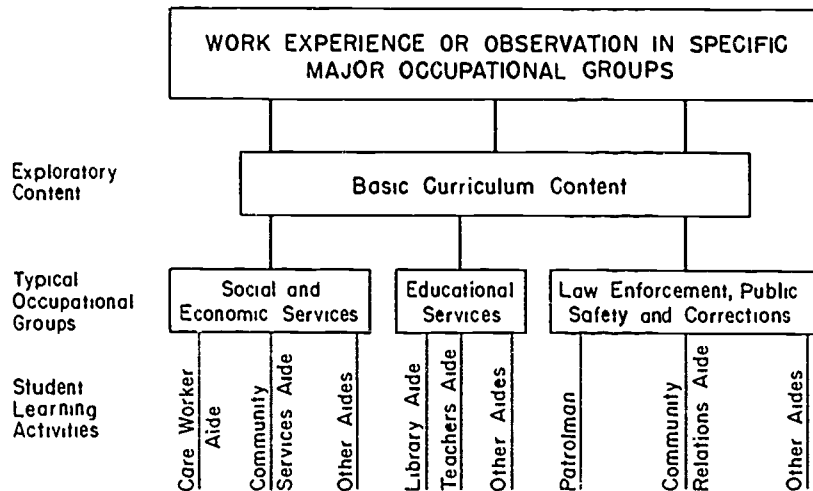 WORK EXPERIENCE OR OBSERVATION IN SPECIFIC
MAJOR OCCUPATIONAL GROUPS
Exploratory
Content
Basic Curriculum Content
Typical
Occupational
Groups
Social and
Economic Services
Educational
Services
Law Enforcement, Public
Safety and Corrections
Student
Learning
Activities
Care Worker
Aide
Community
Services Aide
Other Aides
Library Aide
Teachers Aide
Other Aides
Patrolman
Community
Relations Aide
Other Aides